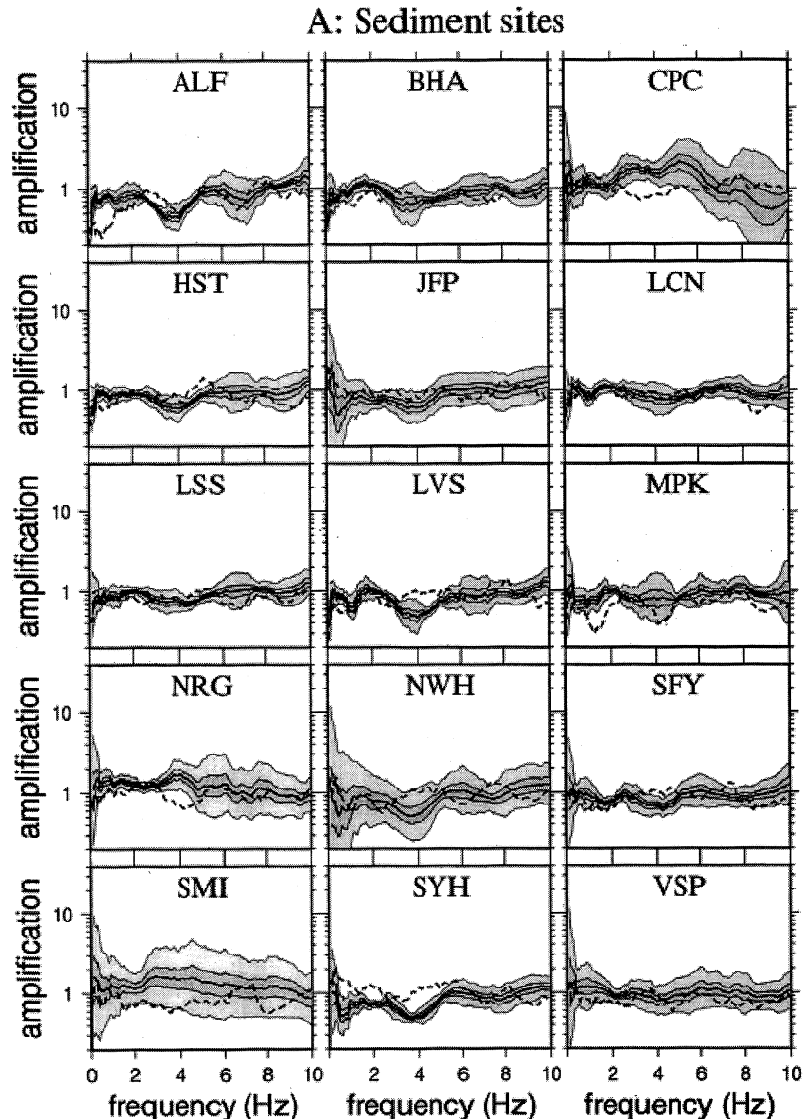 A: Sediment sites
ALF BHA CPC
amplification
10
1
HST JFP LCN
amplification
10
1
LSS LVS MPK
amplification
10
1
NRG NWH SFY
amplification
10
1
SMI SYH VSP
amplification
10
1
0 2 4 6 8 10 2 4 6 8 10 2 4 6 8 10
frequency (Hz) frequency (Hz) frequency (Hz)